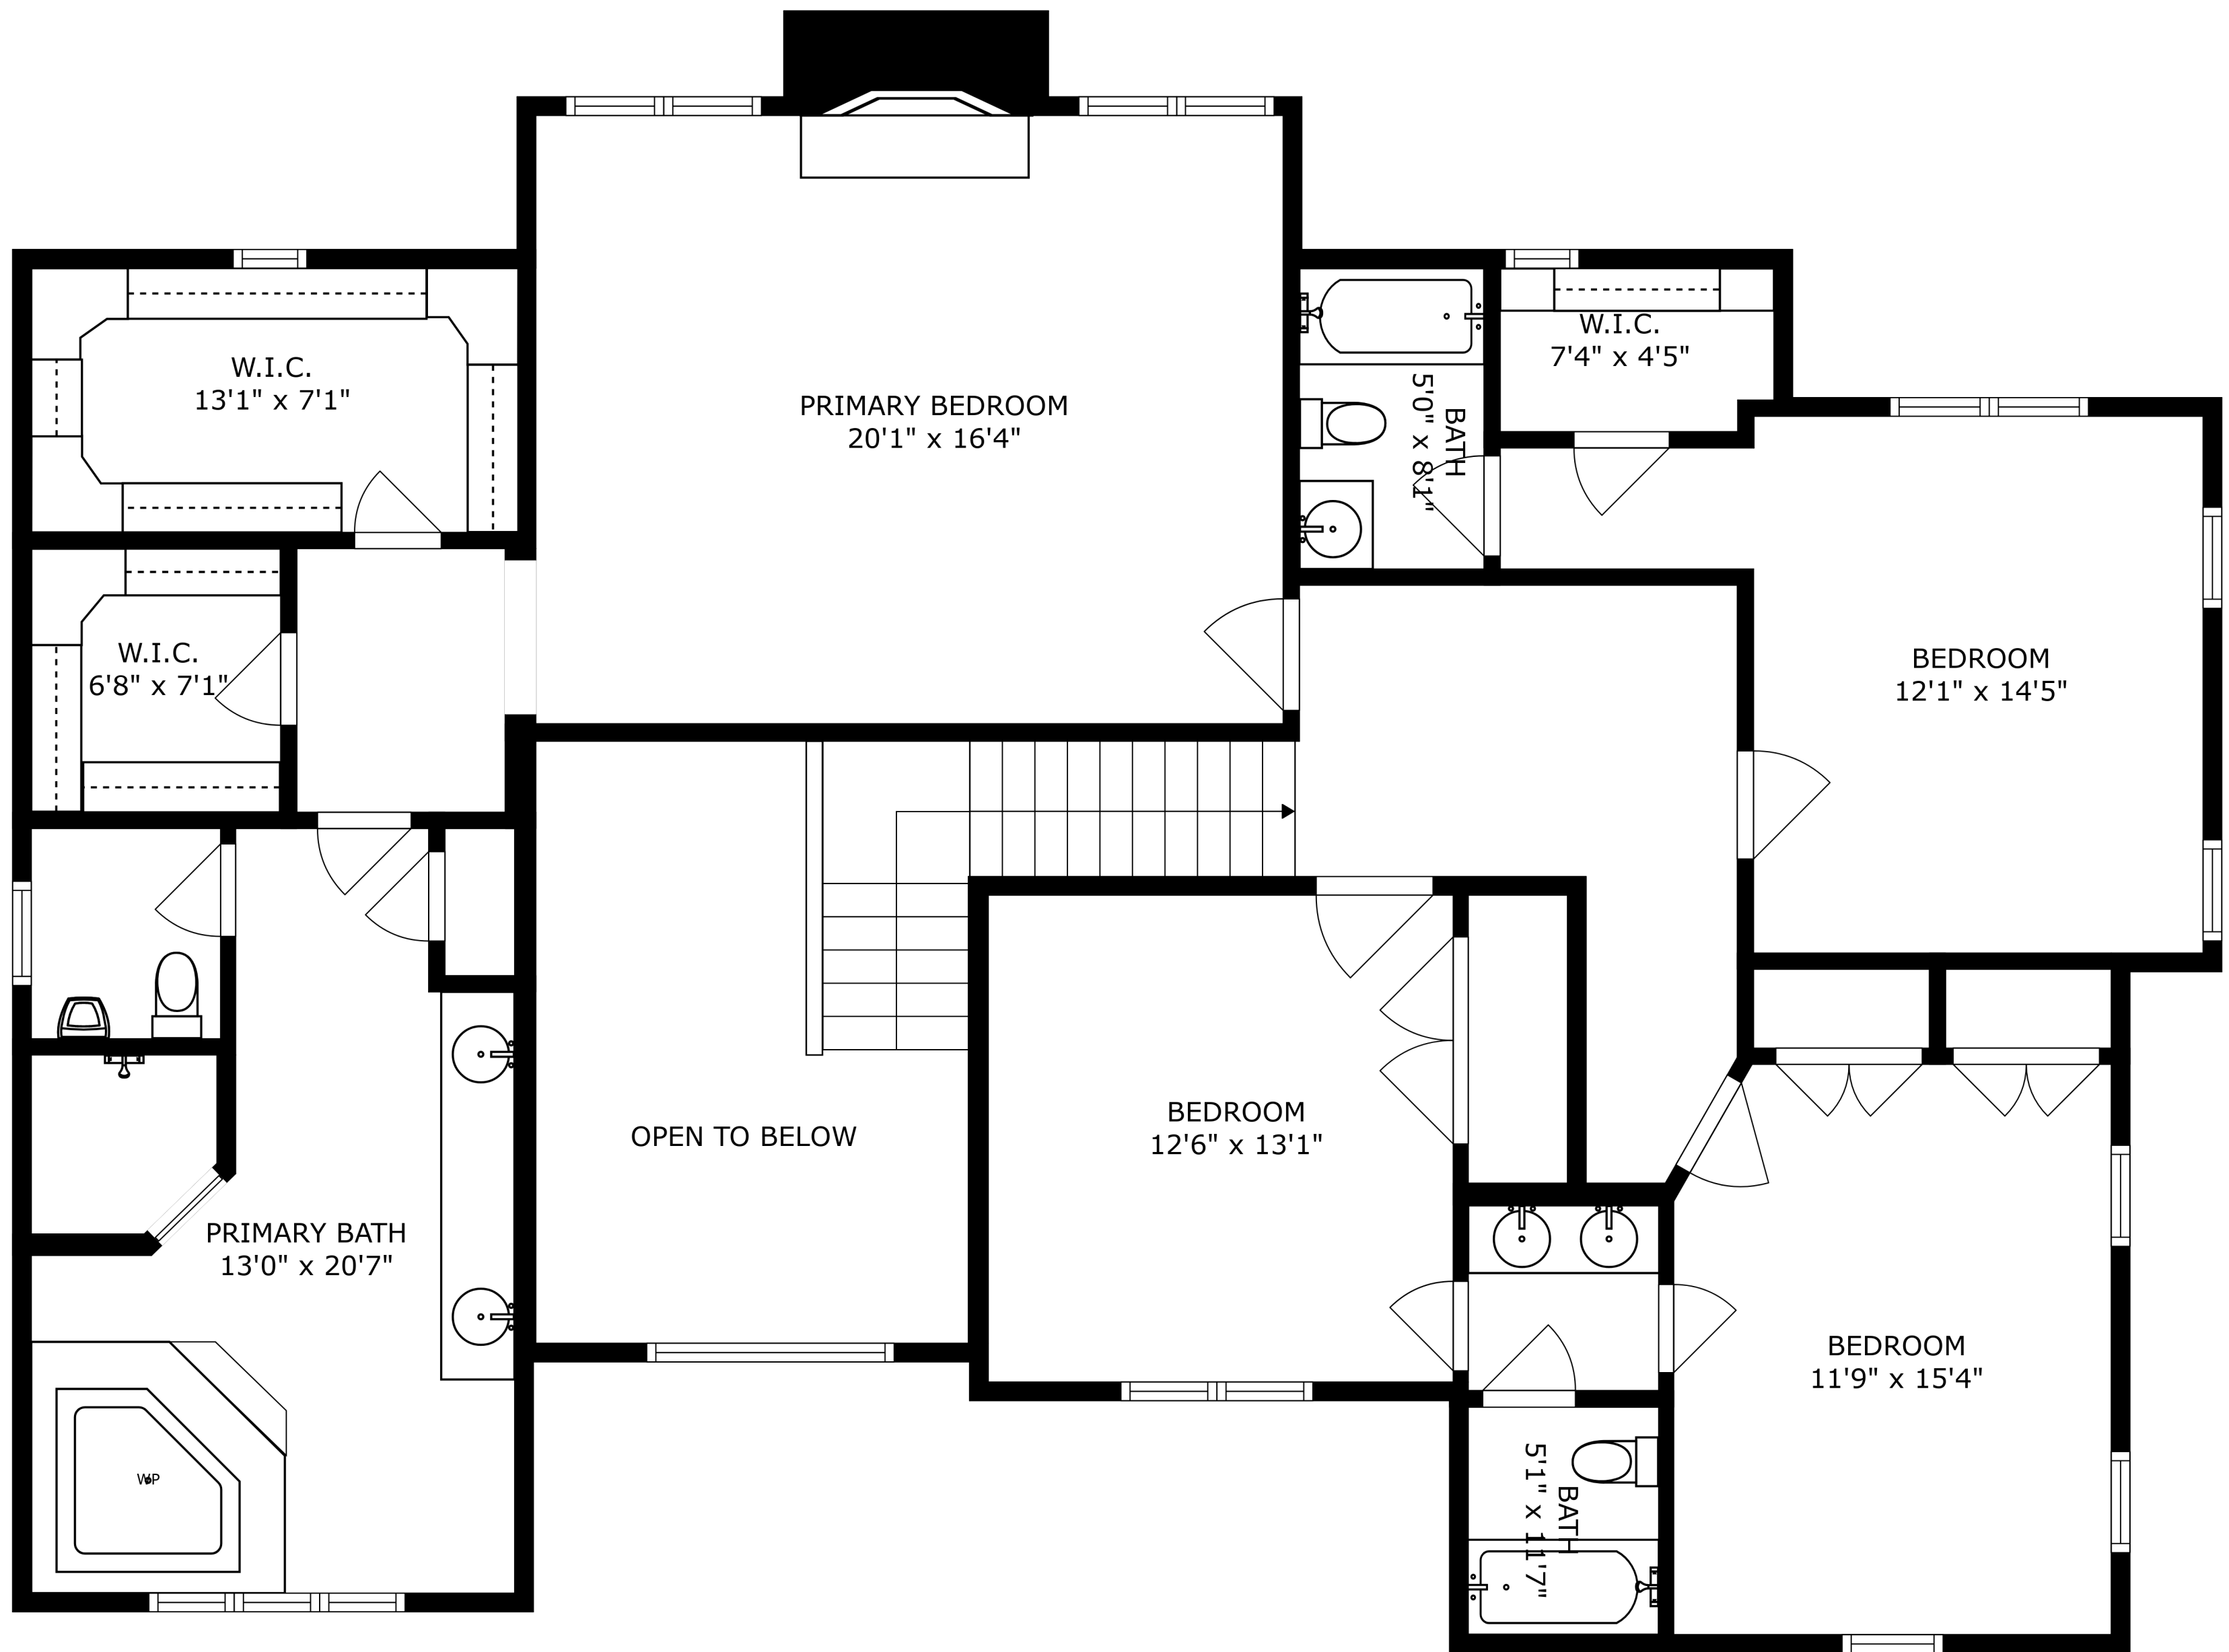 W.I.C.
13'1" x 7'1"
PRIMARY BEDROOM
20'1" x 16'4"
BATH
5'0" x 8'1"
W.I.C.
7'4" x 4'5"
W.I.C.
6'8" x 7'1"
BEDROOM
12'1" x 14'5"
OPEN TO BELOW
BEDROOM
12'6" x 13'1"
PRIMARY BATH
13'0" x 20'7"
BEDROOM
11'9" x 15'4"
WP
BATH
5'1" x 11'7"